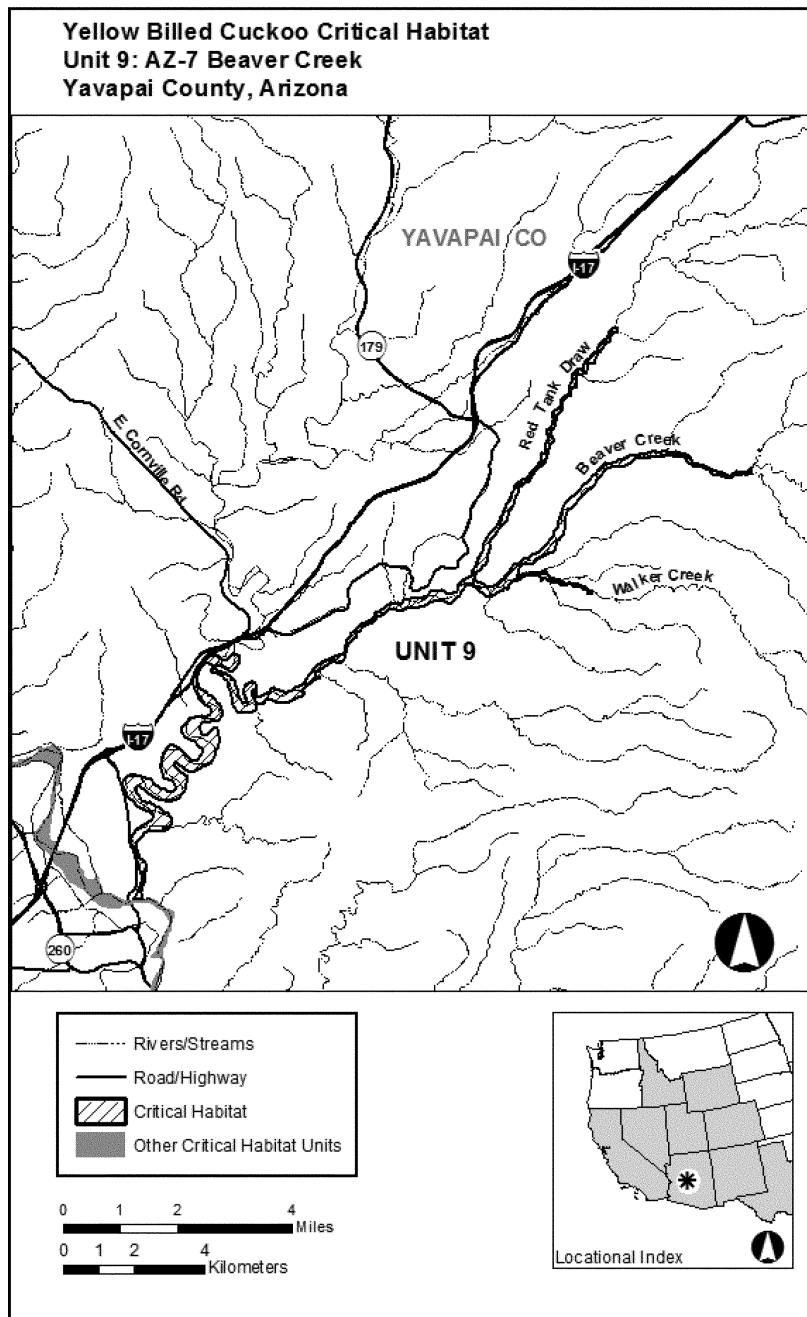 Yellow Billed Cuckoo Critical Habitat
Unit 9: AZ-7 Beaver Creek
Yavapai County, Arizona
YAVAPAI CO
I-17
179
Red Tank Draw
E Cornville Rd
Beaver Creek
Walker Creek
UNIT 9
I-17
260
Rivers/Streams
Road/Highway
Critical Habitat
Other Critical Habitat Units
0 1 2 4
Miles
0 1 2 4
Kilometers
Locational Index